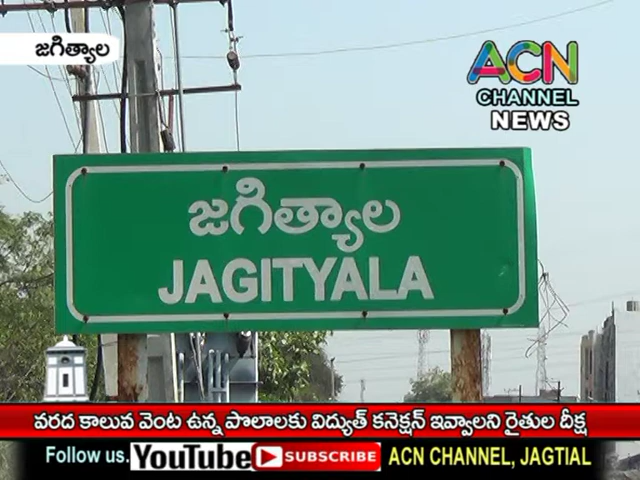 జగిత్యాల
ACN
CHANNEL
NEWS
జగిత్యాల
JAGITYALA
వరద కాలువ వెంట ఉన్న పొలాలకు విద్యుత్ కనెక్షన్ ఇవ్వాలని రైతుల దీక్ష
Follow us. YouTube SUBSCRIBE ACN CHANNEL, JAGTIAL